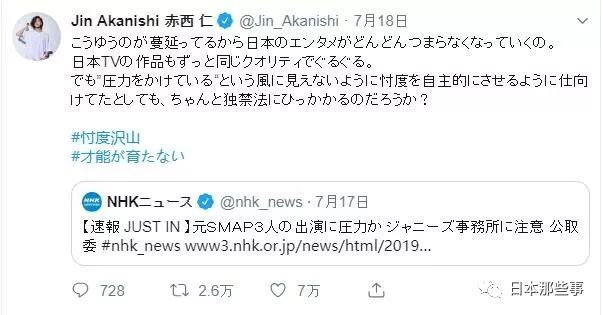 Jin Akanishi 赤西 仁 @Jin_Akanishi · 7月18日
こうゆうのが蔓延ってるから日本のエンタメがどんどんつまらなくなっていくの。
日本TVの作品もずっと同じクオリティでぐるぐる。
でも”圧力をかけている“という風に見えないように忖度を自主的にさせるように仕向
けてたとしても、ちゃんと独禁法にひっかかるのだろうか？
#忖度沢山
#才能が育たない
NHK NHKニュース @nhk_news · 7月17日
【速報 JUST IN 】元ＳＭＡＰ３人の出演に圧力か ジャニーズ事務所に注意 公取
委 #nhk_news www3.nhk.or.jp/news/html/2019...
728 2.6万 7万
日本那些事